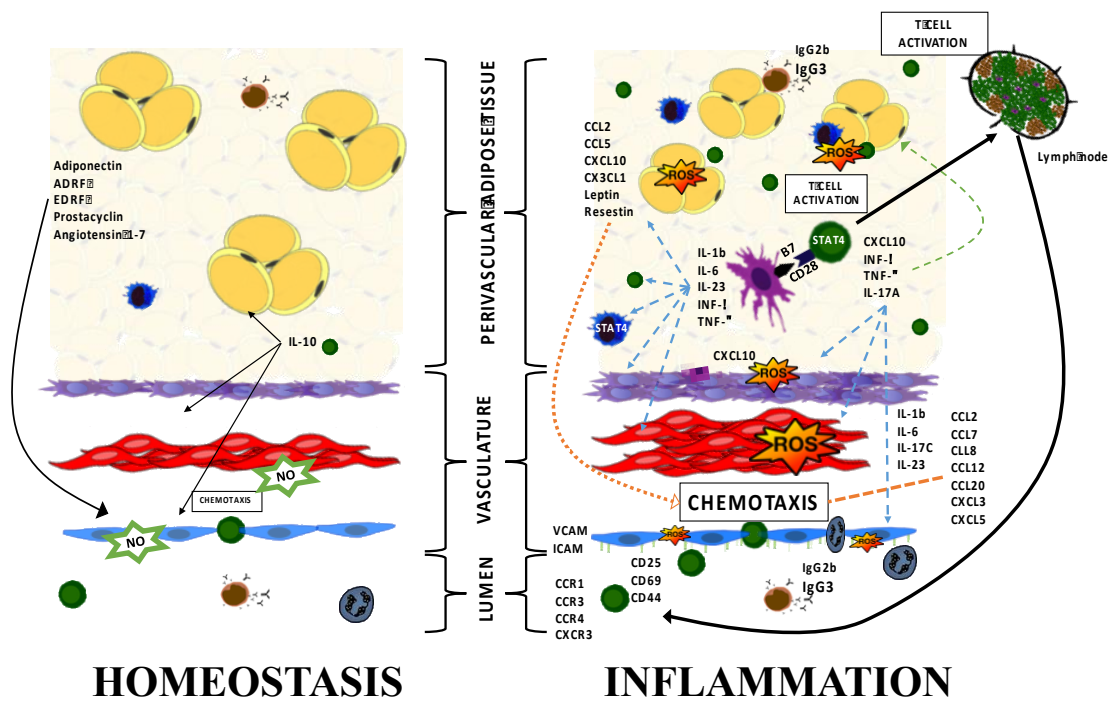 Adiponectin
ADRF
EDRF
Prostacyclin
Angiotensin 1-7
IL-10
NO
CHEMOTAXIS
NO
HOMEOSTASIS
PERIVASCULAR ADIPOSE TISSUE
VASCULATURE
LUMEN
T CELL
ACTIVATION
Lymph node
IgG2b
IgG3
CCL2
CCL5
CXCL10
CX3CL1
Leptin
Resestin
ROS
ROS
T CELL
ACTIVATION
STAT4
B7
CD28
CXCL10
INF-!
TNF-"
IL-17A
IL-1b
IL-6
IL-23
INF-!
TNF-"
STAT4
CXCL10
ROS
ROS
IL-1b
IL-6
IL-17C
IL-23
CCL2
CCL7
CLL8
CCL12
CCL20
CXCL3
CXCL5
CHEMOTAXIS
VCAM
ICAM
ROS
ROS
CD25
CD69
CD44
IgG2b
IgG3
CCR1
CCR3
CCR4
CXCR3
INFLAMMATION